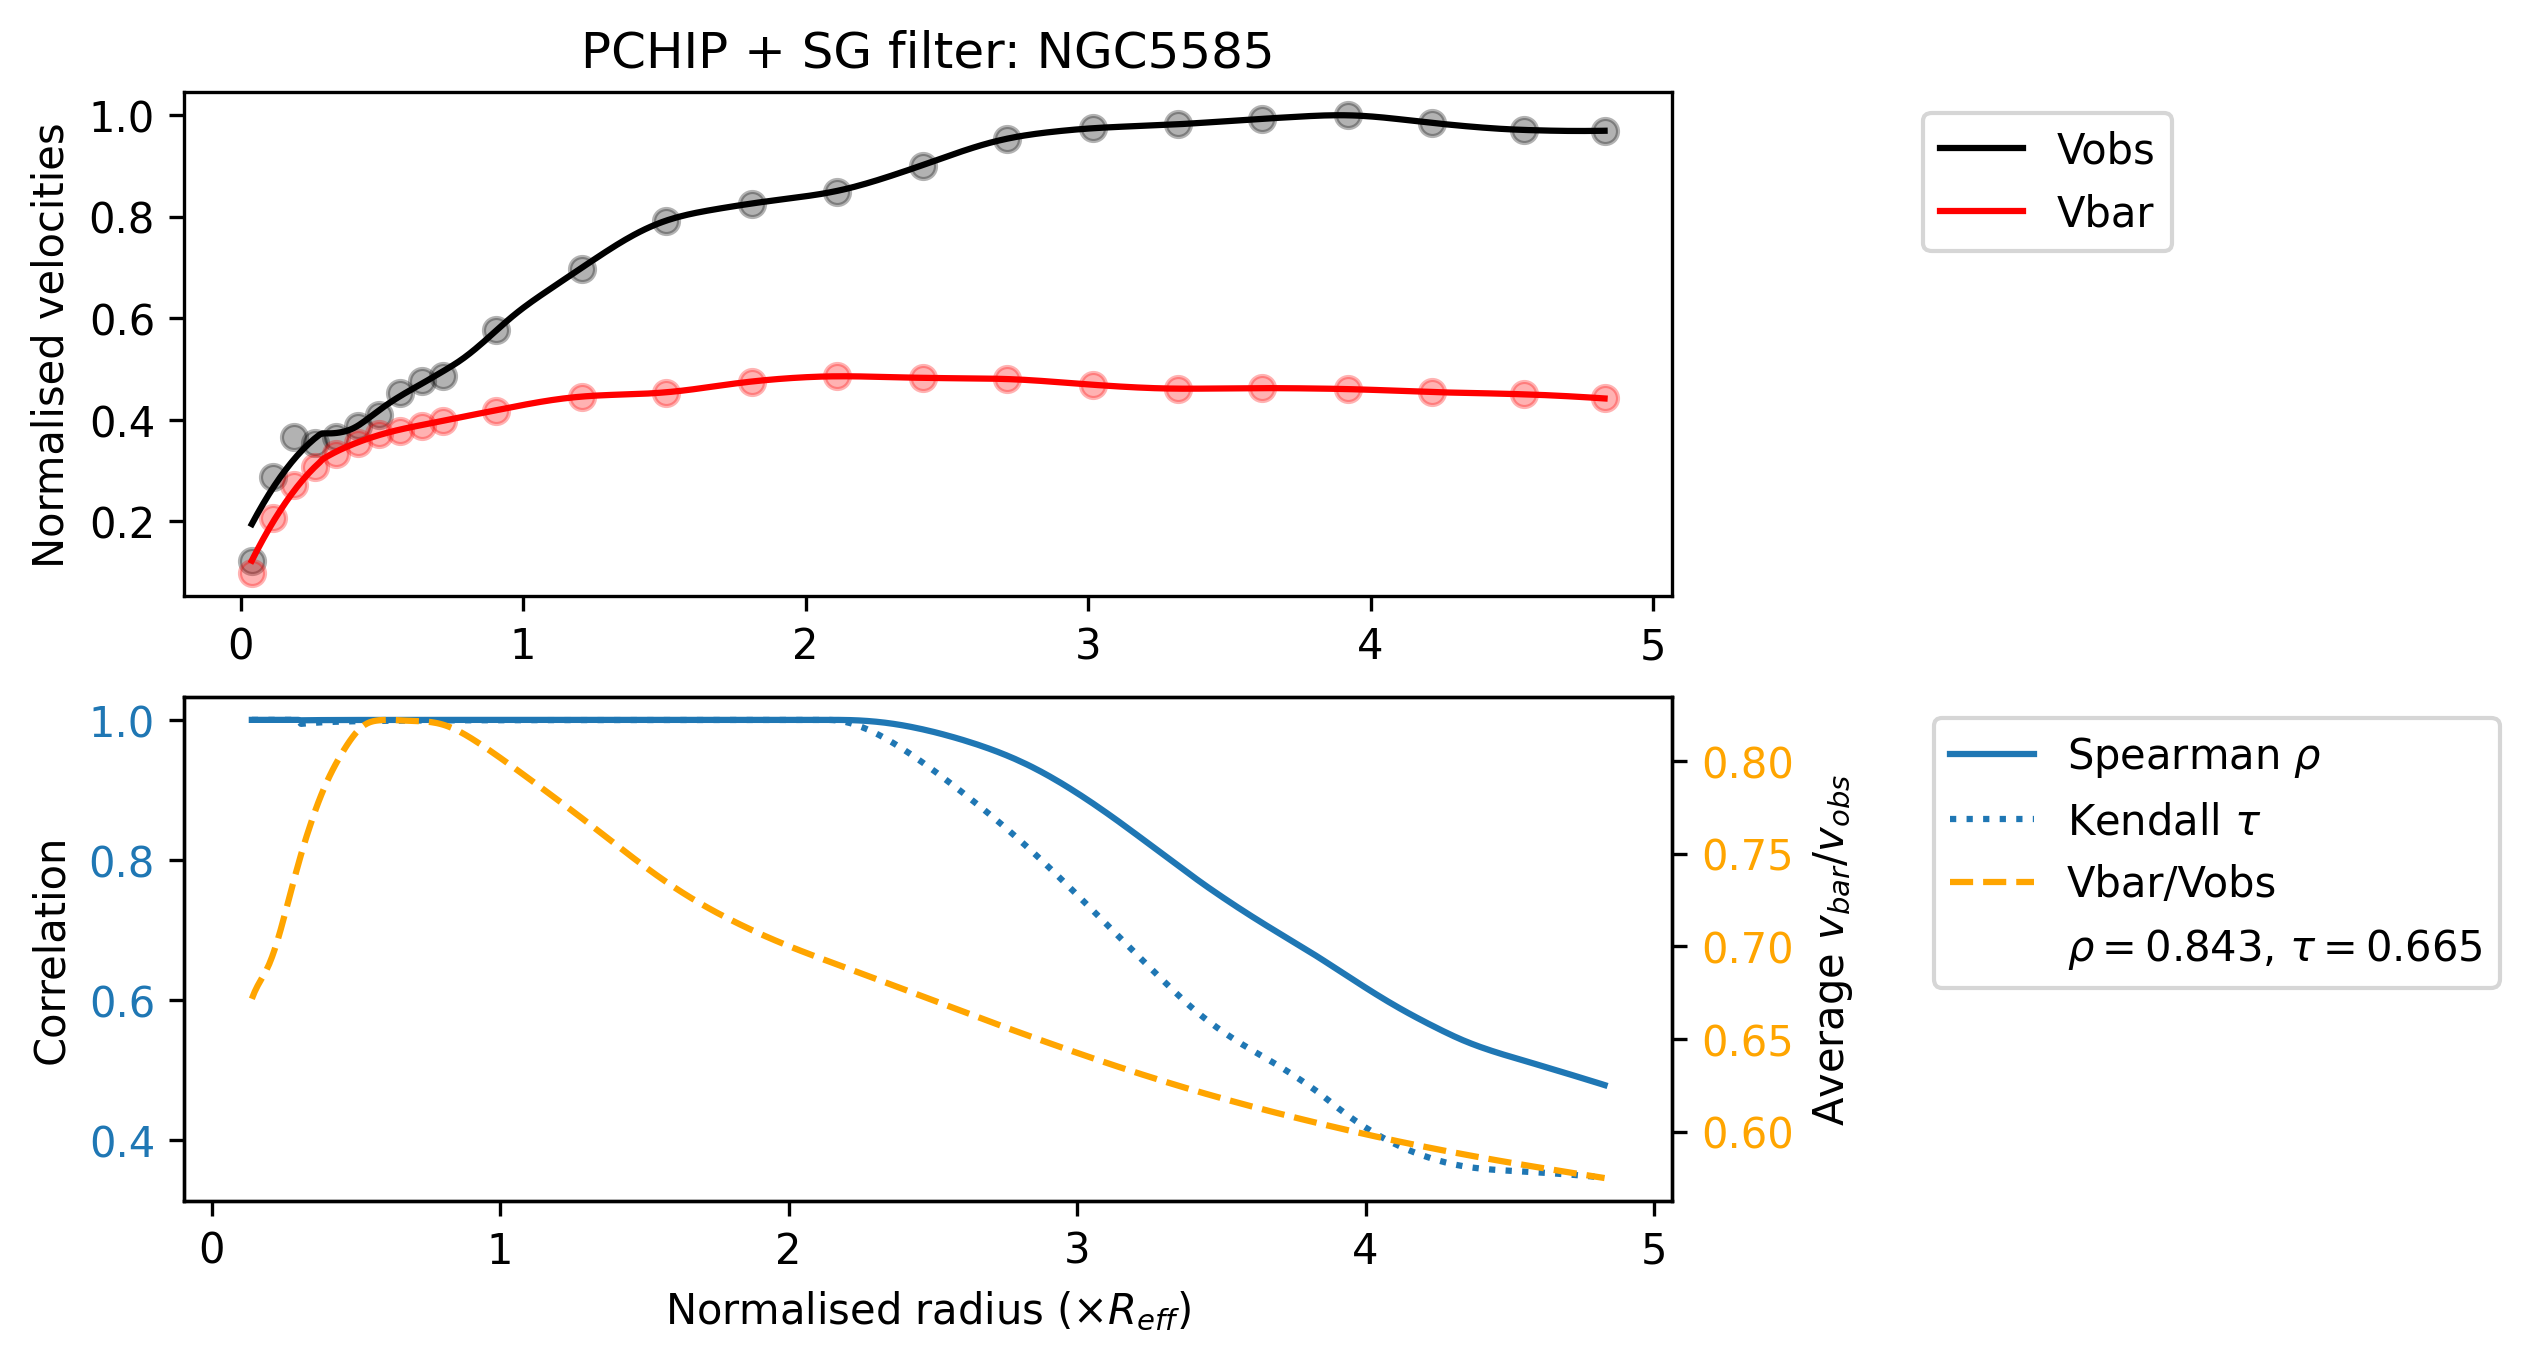 PCHIP + SG filter: NGC5585
Normalised velocities
1.0
0.8
0.6
0.4
0.2
0 1 2 3 4 5
Vobs
Vbar
Correlation
1.0
0.8
0.6
0.4
0.80
0.75
0.70
0.65
0.60
Average v_bar/v_obs
0 1 2 3 4 5
Normalised radius (×R_eff)
Spearman ρ
Kendall τ
Vbar/Vobs
ρ = 0.843, τ = 0.665